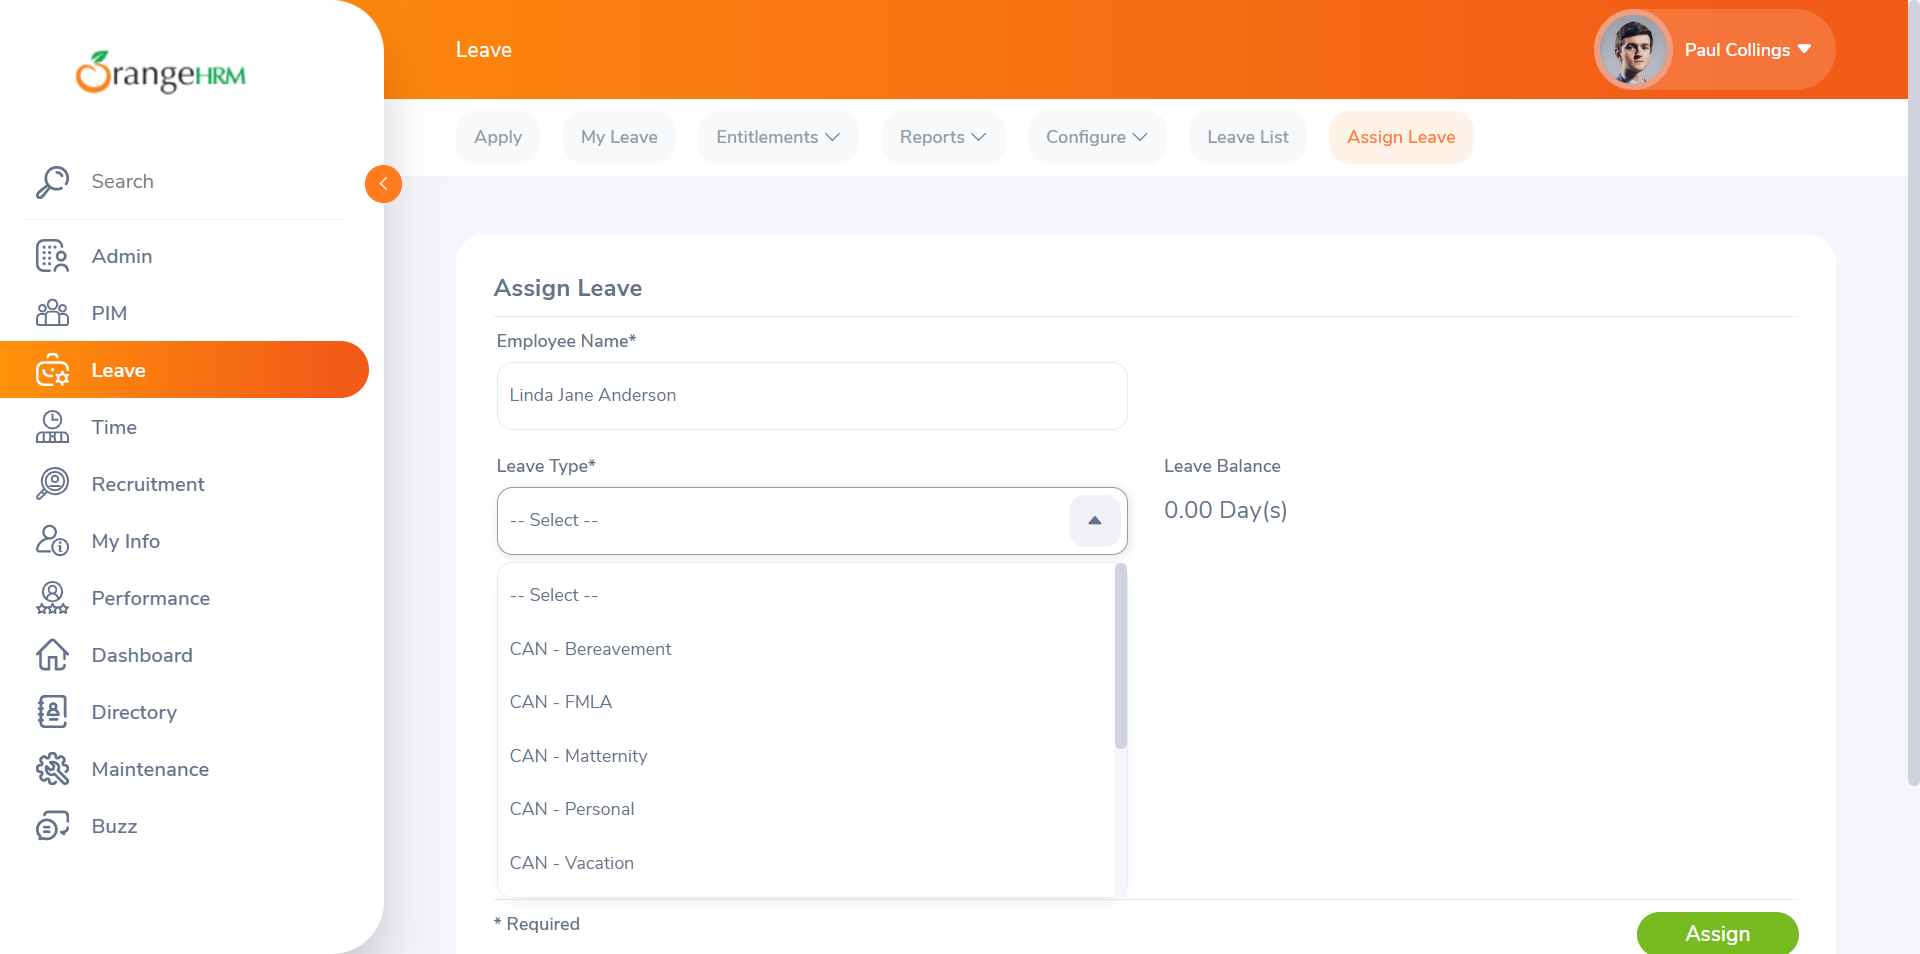 OrangeHRM
Search
Admin
PIM
Leave
Time
Recruitment
My Info
Performance
Dashboard
Directory
Maintenance
Buzz
Leave
Paul Collings
Apply
My Leave
Entitlements
Reports
Configure
Leave List
Assign Leave
Assign Leave
Employee Name*
Linda Jane Anderson
Leave Type*
-- Select --
Leave Balance
0.00 Day(s)
-- Select --
CAN - Bereavement
CAN - FMLA
CAN - Matternity
CAN - Personal
CAN - Vacation
* Required
Assign